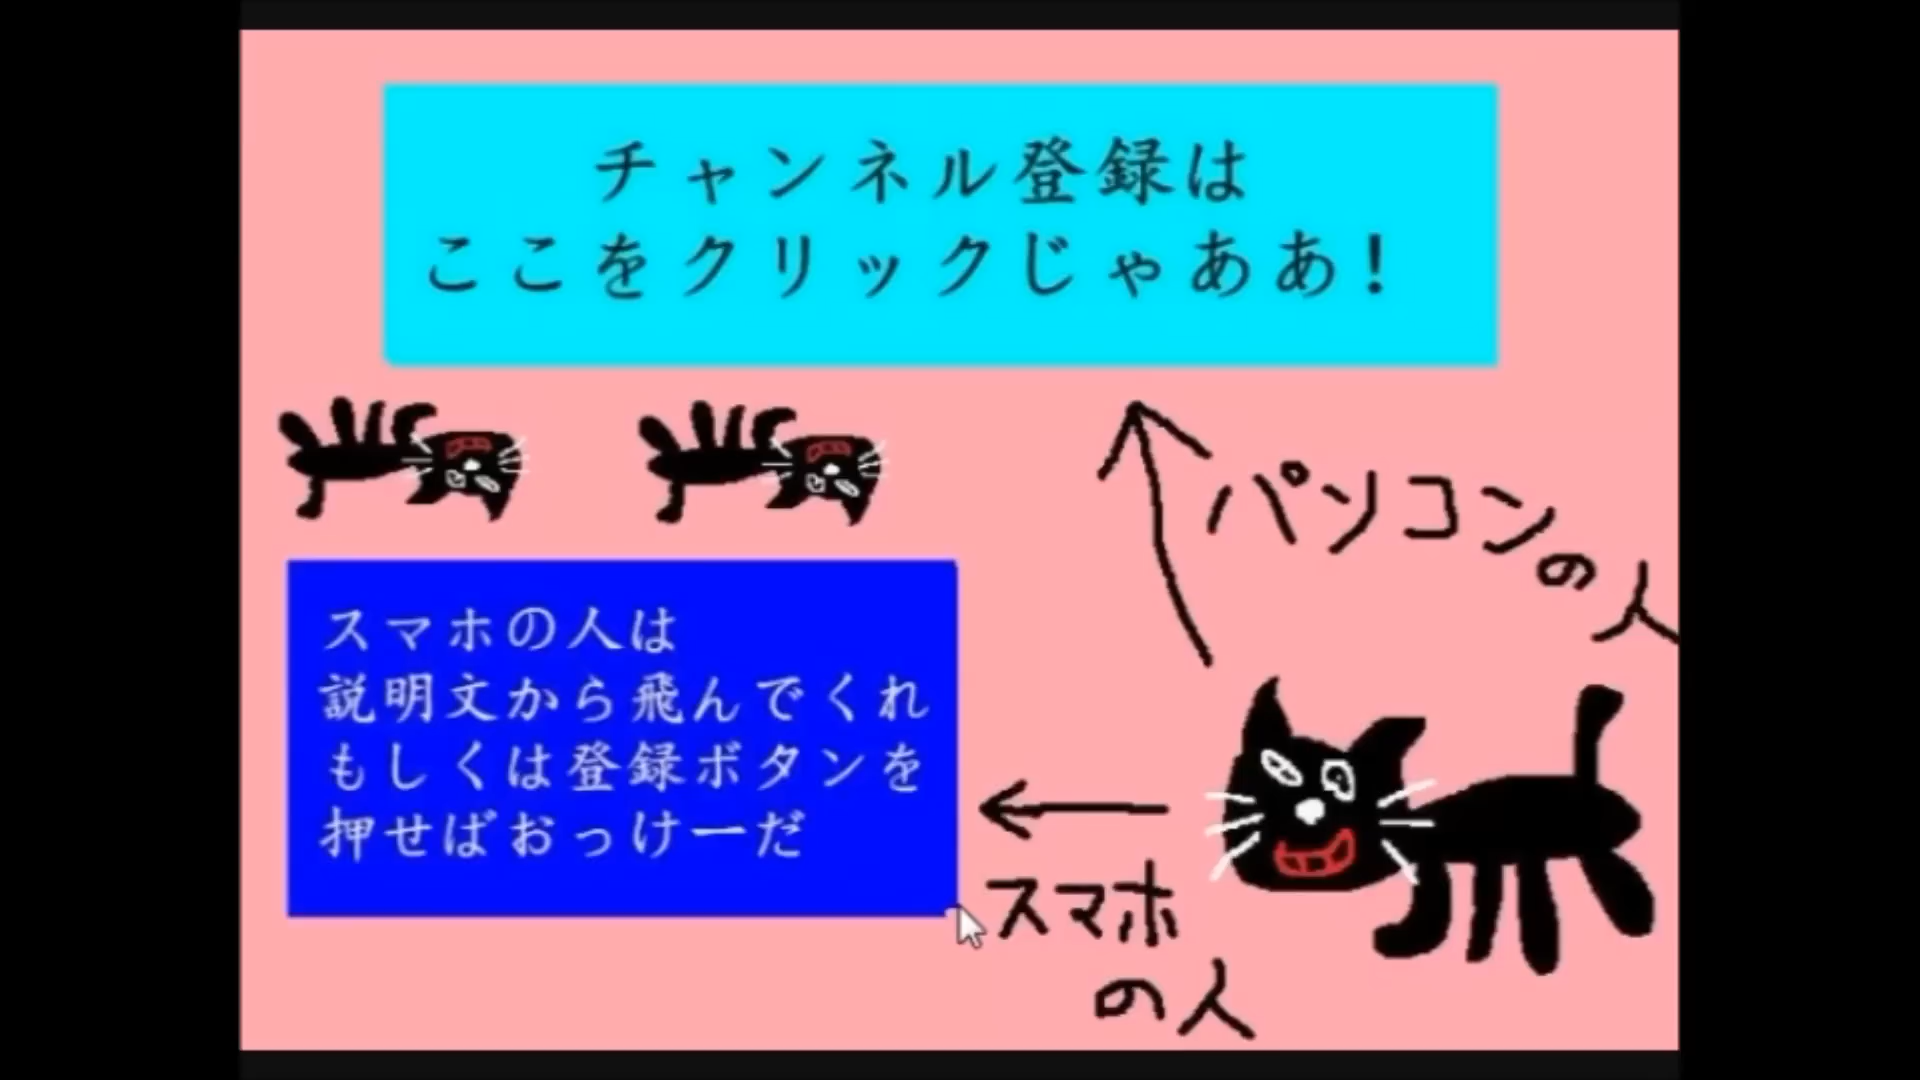 チャンネル登録は
ここをクリックじゃああ！
パソコンの人
スマホの人は
説明文から飛んでくれ
もしくは登録ボタンを
押せばおっけーだ
スマホ
の人